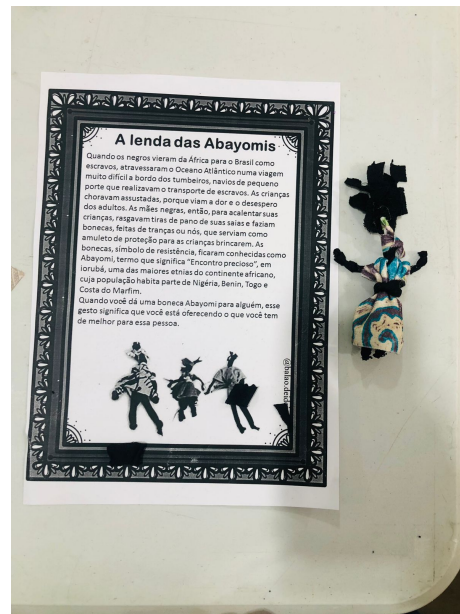 A lenda das Abayomis
Quando os negros vieram da África para o Brasil como
escravos, atravessaram o Oceano Atlântico numa viagem
muito difícil a bordo dos tumbeiros, navios de pequeno
porte que realizavam o transporte de escravos. As crianças
choravam assustadas, porque viam a dor e o desespero
dos adultos. As mães negras, então, para acalentar suas
crianças, rasgavam tiras de pano de suas saias e faziam
bonecas, feitas de tranças ou nós, que serviam como
amuleto de proteção para as crianças brincarem. As
bonecas, símbolo de resistência, ficaram conhecidas como
Abayomi, termo que significa "Encontro precioso", em
iorubá, uma das maiores etnias do continente africano,
cuja população habita parte de Nigéria, Benin, Togo e
Costa do Marfim.
Quando você dá uma boneca Abayomi para alguém, esse
gesto significa que você está oferecendo o que você tem
de melhor para essa pessoa.